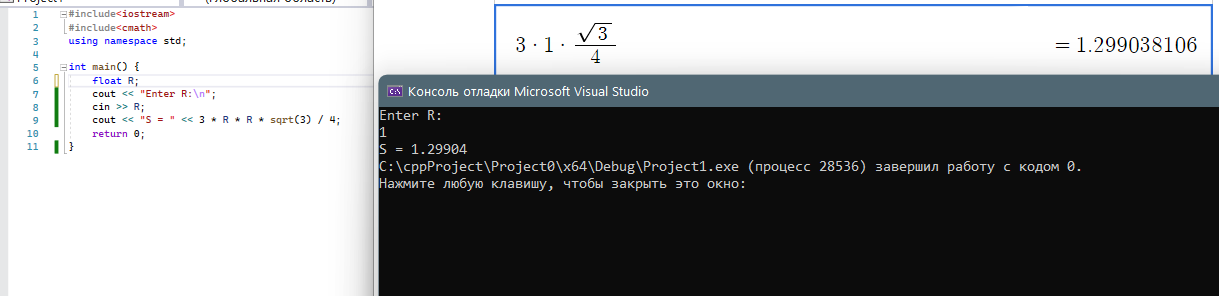 1 #include<iostream>
2 #include<cmath>
3 using namespace std;
4
5 int main() {
6 float R;
7 cout << "Enter R:\n";
8 cin >> R;
9 cout << "S = " << 3 * R * R * sqrt(3) / 4;
10 return 0;
11 }
3 · 1 · √3/4 = 1.299038106
Консоль отладки Microsoft Visual Studio
Enter R:
1
S = 1.29904
C:\cppProject\Project0\x64\Debug\Project1.exe (процесс 28536) завершил работу с кодом 0.
Нажмите любую клавишу, чтобы закрыть это окно: